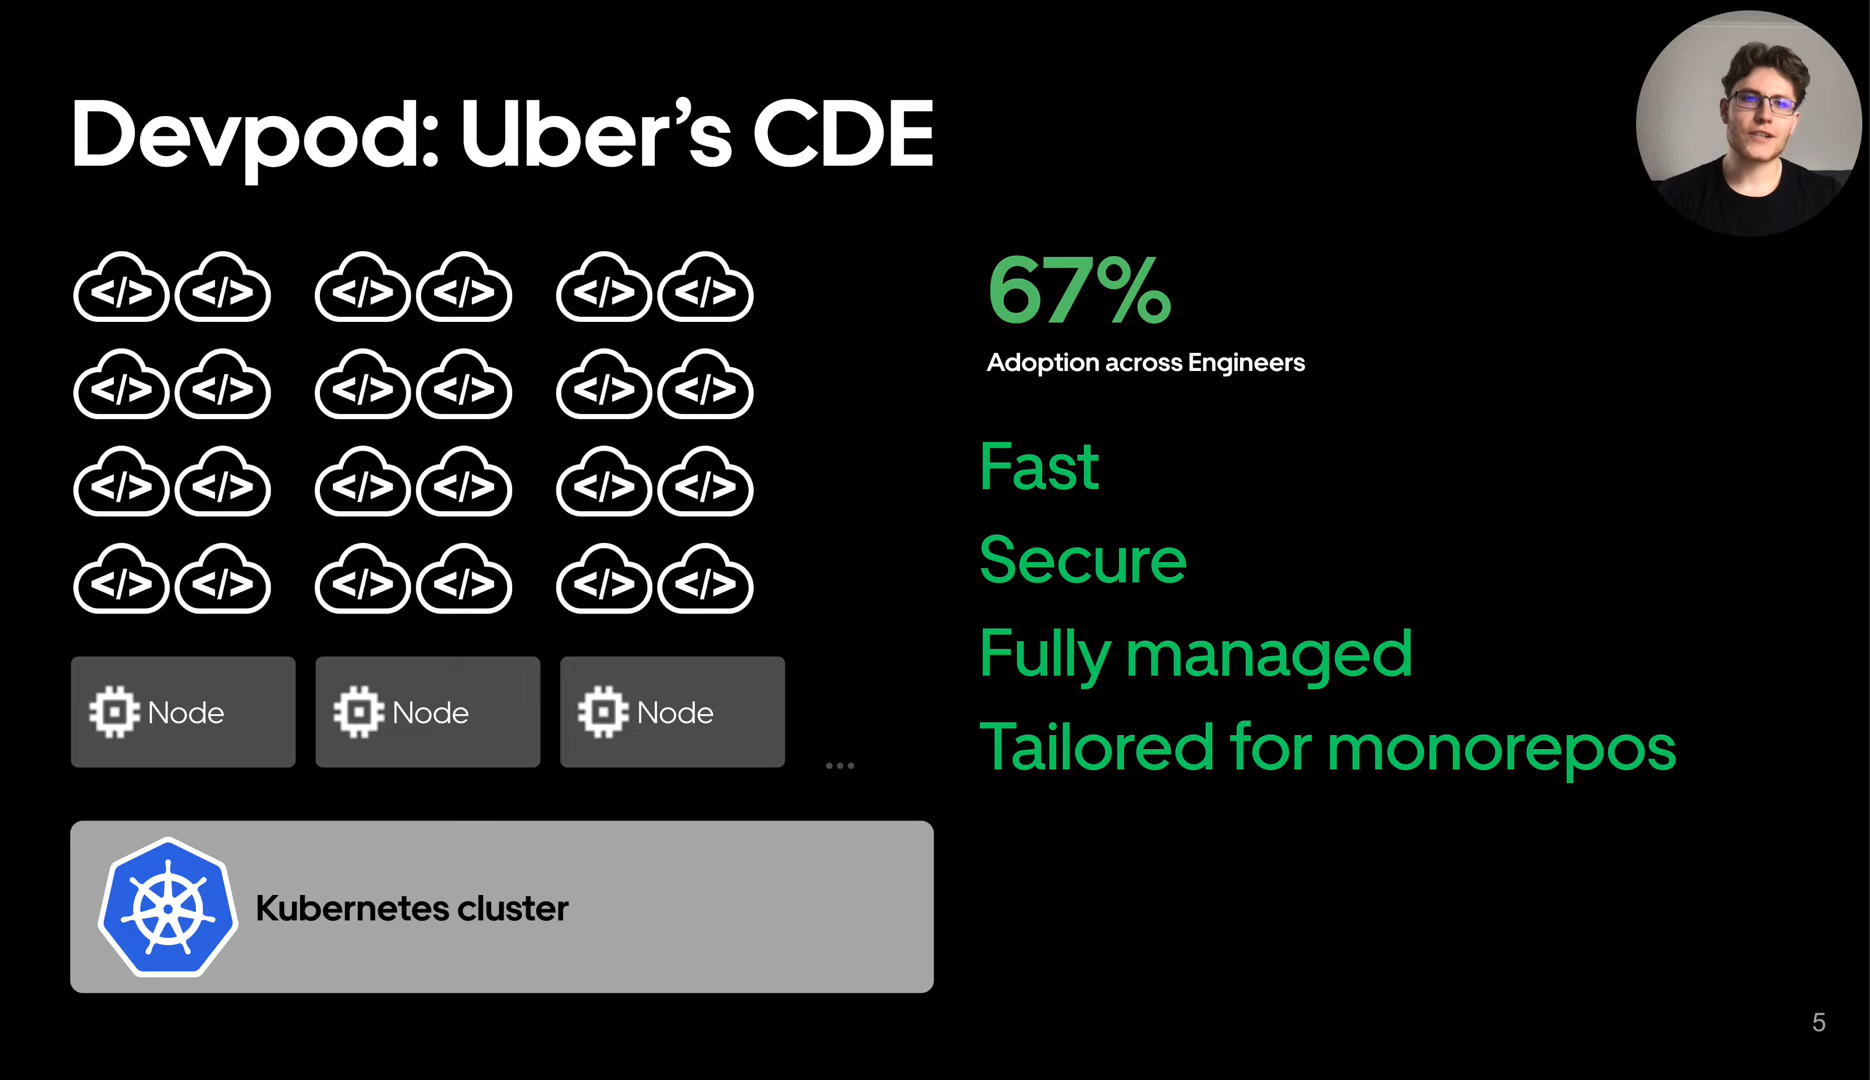 Devpod: Uber’s CDE
</> </> </> </> </> </>
</> </> </> </> </> </>
</> </> </> </> </> </>
</> </> </> </> </> </>
Node
Node
Node
...
Kubernetes cluster
67%
Adoption across Engineers
Fast
Secure
Fully managed
Tailored for monorepos
5